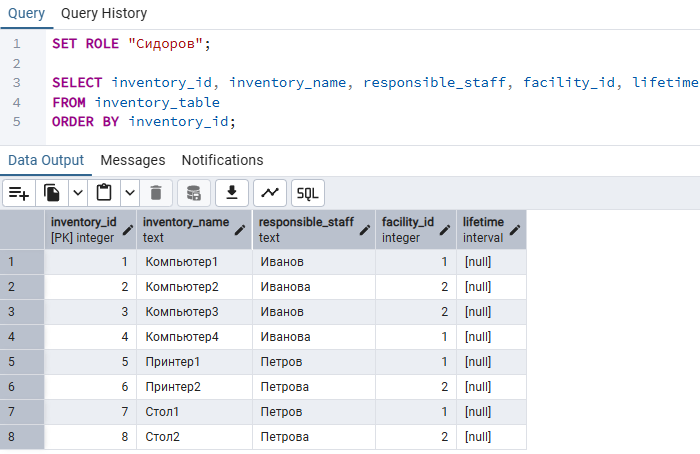 Query Query History
1 SET ROLE "Сидоров";
2
3 SELECT inventory_id, inventory_name, responsible_staff, facility_id, lifetime
4 FROM inventory_table
5 ORDER BY inventory_id;
Data Output Messages Notifications
SQL
inventory_id inventory_name responsible_staff facility_id lifetime
[PK] integer text text integer interval
1 1 Компьютер1 Иванов 1 [null]
2 2 Компьютер2 Иванова 2 [null]
3 3 Компьютер3 Иванов 2 [null]
4 4 Компьютер4 Иванова 1 [null]
5 5 Принтер1 Петров 1 [null]
6 6 Принтер2 Петрова 2 [null]
7 7 Стол1 Петров 1 [null]
8 8 Стол2 Петрова 2 [null]